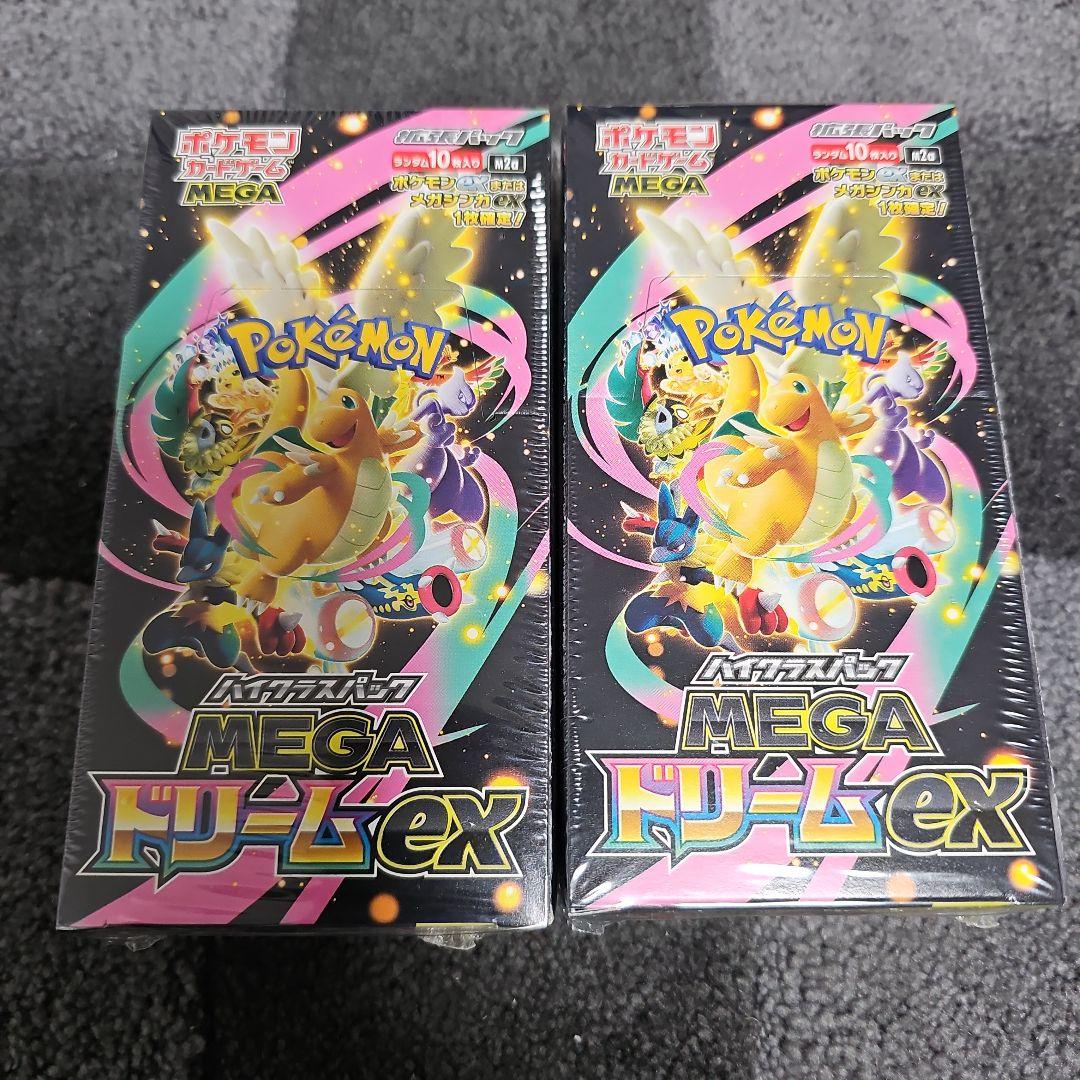 ポケモン
カードゲーム
MEGA
拡張パック
ランダム10枚入り M2a
ポケモンexまたは
メガシンカex
1枚確定!
POKéMON
TM
ハイクラスパック
MEGA
ドリームex
ポケモン
カードゲーム
MEGA
拡張パック
ランダム10枚入り M2a
ポケモンexまたは
メガシンカex
1枚確定!
POKéMON
ハイクラスパック
MEGA
ドリームex